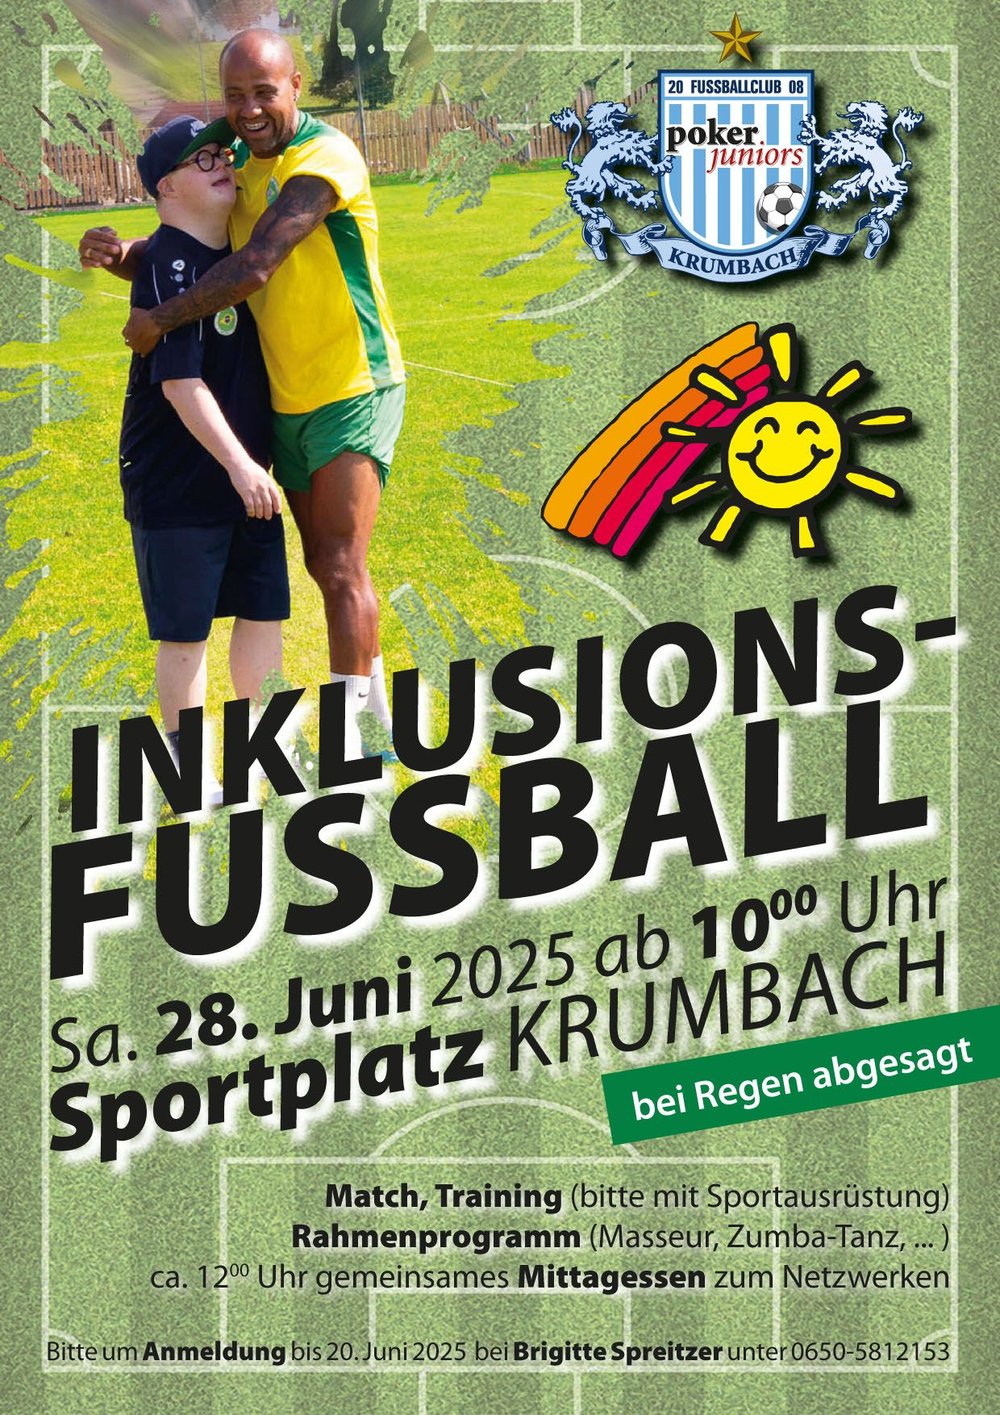 20 FUSSBALLCLUB 08
poker.
juniors
KRUMBACH
INKLUSIONS-
FUSSBALL
Sa. 28. Juni 2025 ab 10⁰⁰ Uhr
Sportplatz KRUMBACH
bei Regen abgesagt
Match, Training (bitte mit Sportausrüstung)
Rahmenprogramm (Masseur, Zumba-Tanz, ... )
ca. 12⁰⁰ Uhr gemeinsames Mittagessen zum Netzwerken
Bitte um Anmeldung bis 20. Juni 2025 bei Brigitte Spreitzer unter 0650-5812153